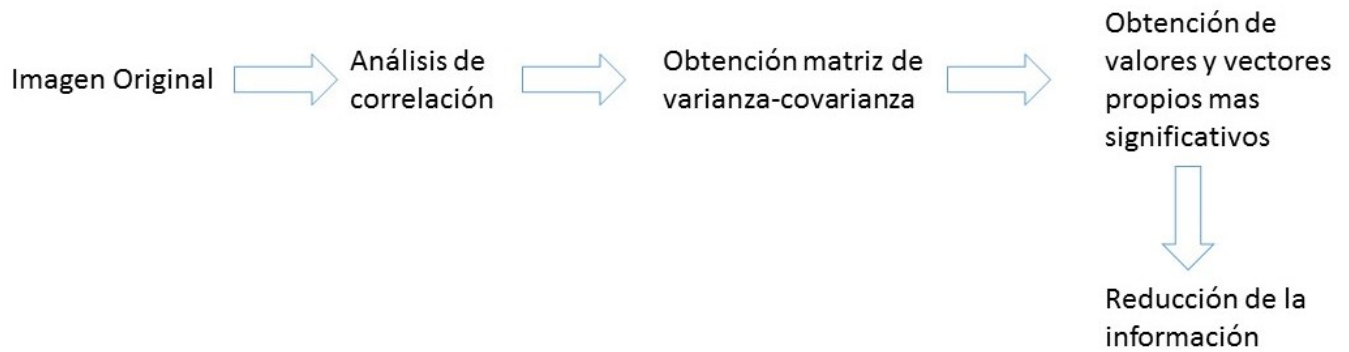 Imagen Original
Análisis de
correlación
Obtención matriz de
varianza-covarianza
Obtención de
valores y vectores
propios mas
significativos
Reducción de la
información